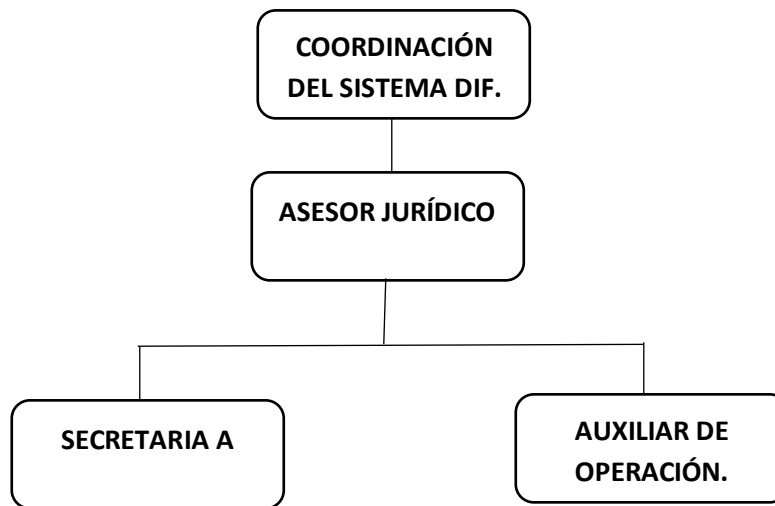 COORDINACIÓN
DEL SISTEMA DIF.
ASESOR JURÍDICO
SECRETARIA A
AUXILIAR DE
OPERACIÓN.